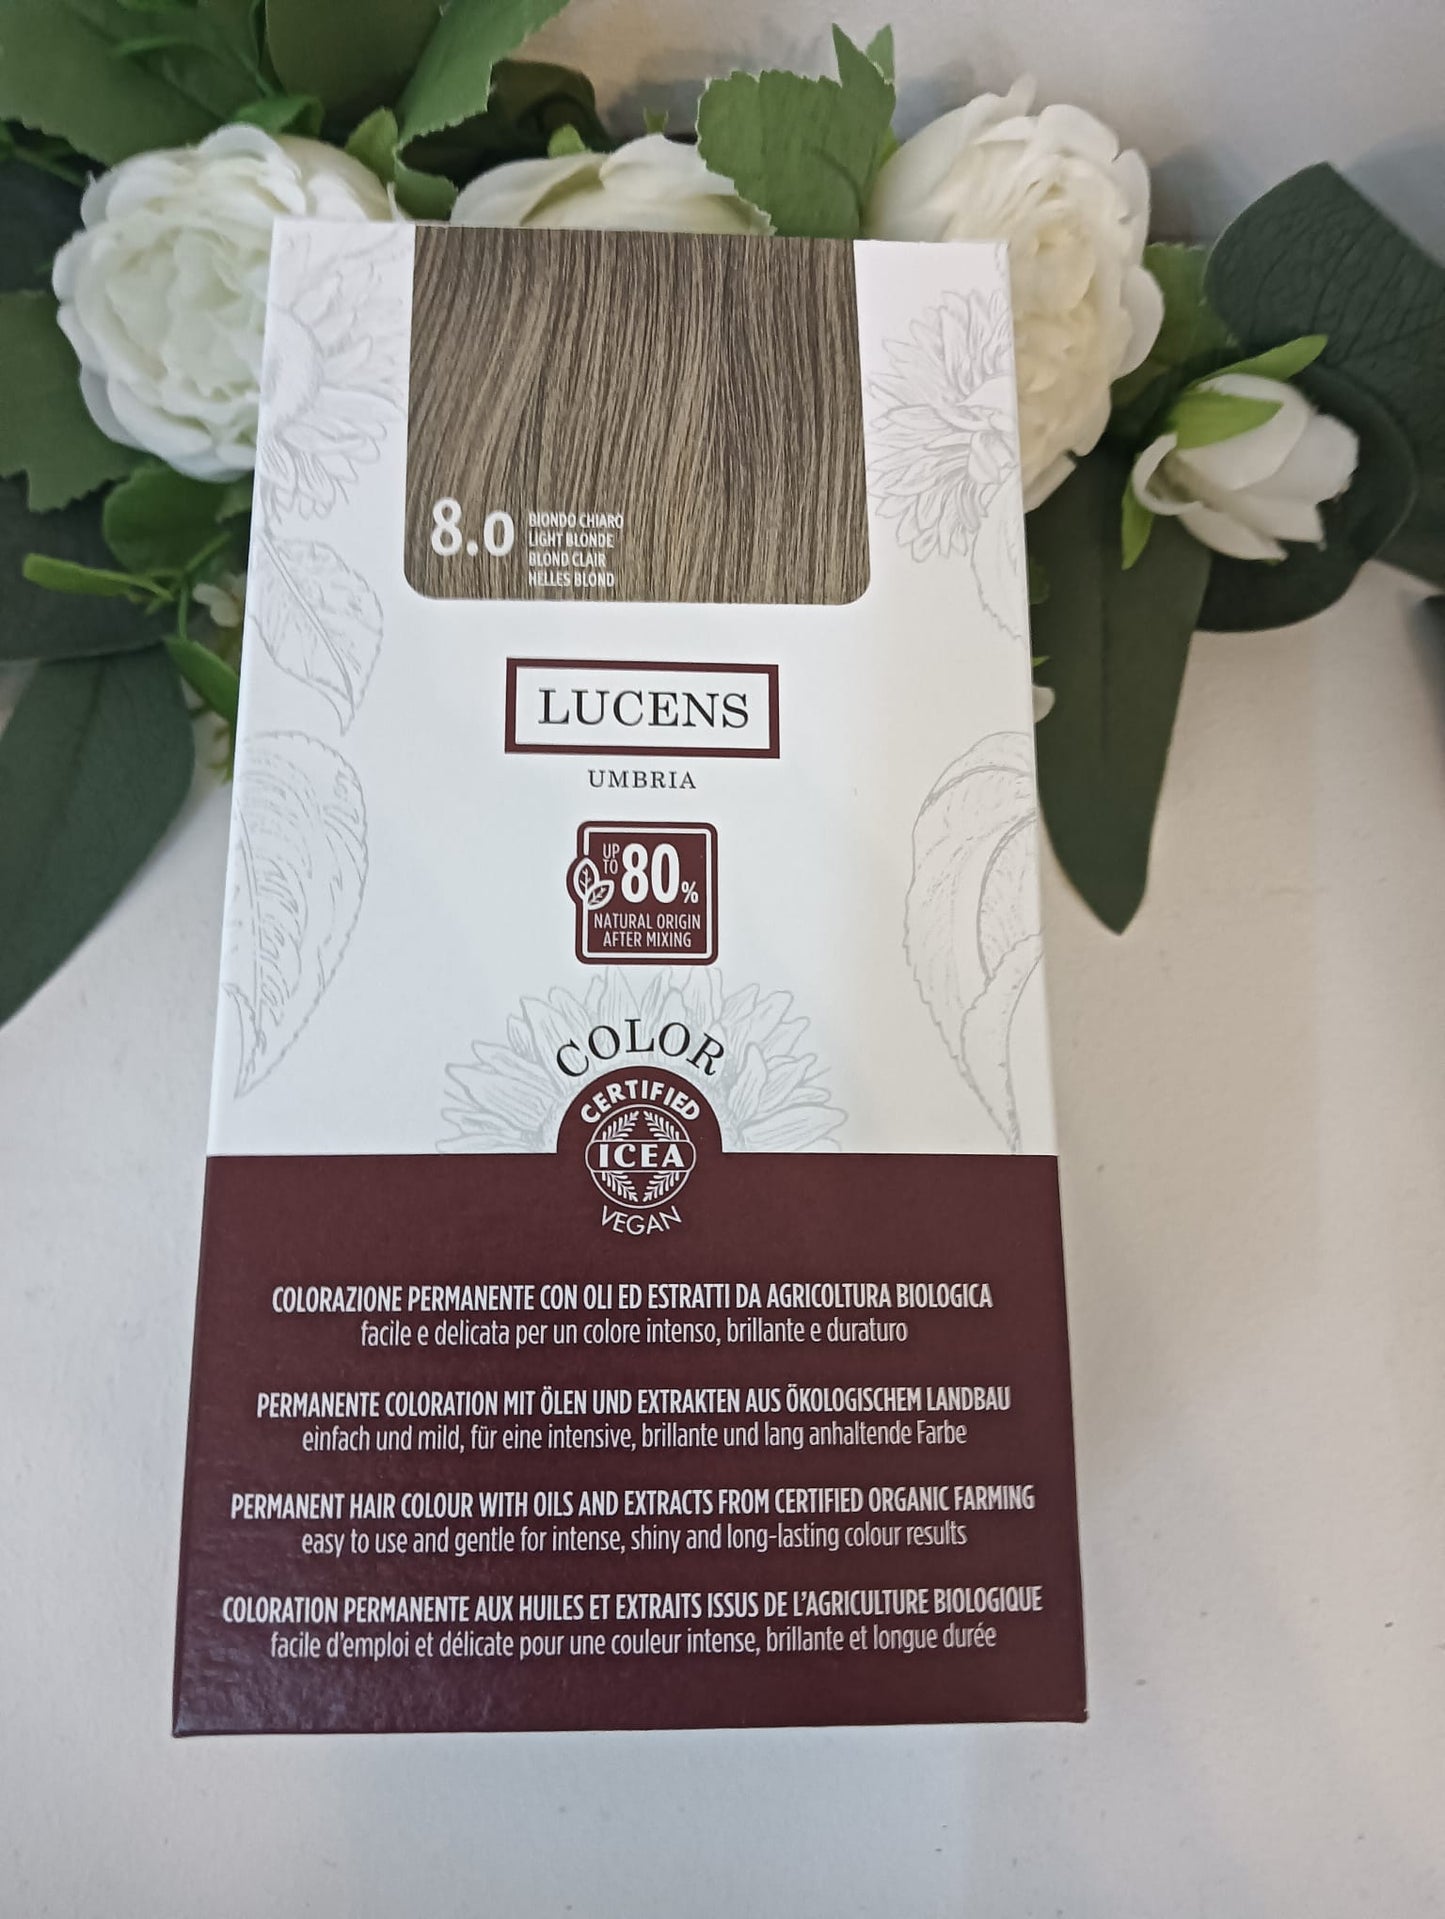 8.0
BIONDO CHIARO
LIGHT BLONDE
BLOND CLAIR
HELLES BLOND
LUCENS
UMBRIA
UP TO 80%
NATURAL ORIGIN
AFTER MIXING
COLOR
CERTIFIED
ICEA
VEGAN
COLORAZIONE PERMANENTE CON OLI ED ESTRATTI DA AGRICOLTURA BIOLOGICA
facile e delicata per un colore intenso, brillante e duraturo
PERMANENTE COLORATION MIT ÖLEN UND EXTRAKTEN AUS ÖKOLOGISCHEM LANDBAU
einfach und mild, für eine intensive, brillante und lang anhaltende Farbe
PERMANENT HAIR COLOUR WITH OILS AND EXTRACTS FROM CERTIFIED ORGANIC FARMING
easy to use and gentle for intense, shiny and long-lasting colour results
COLORATION PERMANENTE AUX HUILES ET EXTRAITS ISSUS DE L'AGRICULTURE BIOLOGIQUE
facile d'emploi et délicate pour une couleur intense, brillante et longue durée